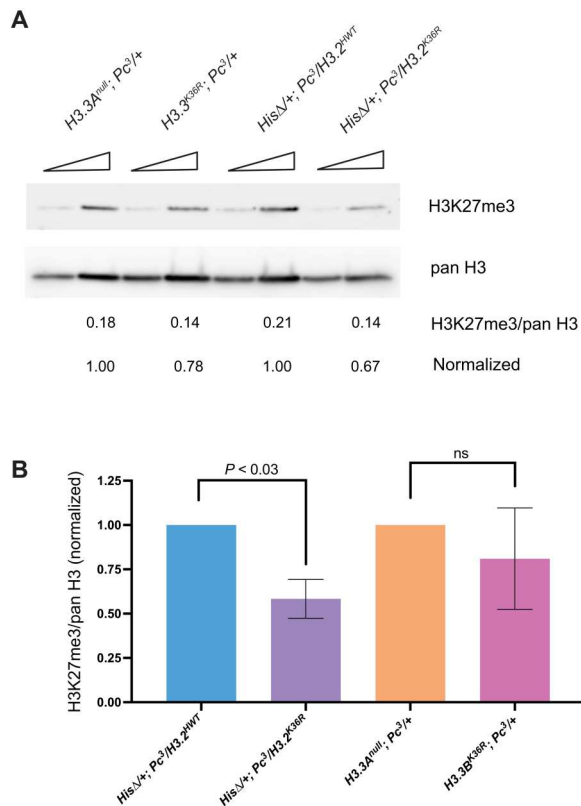 A
H3.3A^null; Pc^3/+
H3.3^K36R; Pc^3/+
HisΔ/+; Pc^3/H3.2^HWT
HisΔ/+; Pc^3/H3.2^K36R
H3K27me3
pan H3
0.18 0.14 0.21 0.14 H3K27me3/pan H3
1.00 0.78 1.00 0.67 Normalized
B
P < 0.03
ns
H3K27me3/pan H3 (normalized)
1.25
1.00
0.75
0.50
0.25
0.00
HisΔ/+; Pc^3/H3.2^HWT
HisΔ/+; Pc^3/H3.2^K36R
H3.3A^null; Pc^3/+
H3.3B^K36R; Pc^3/+